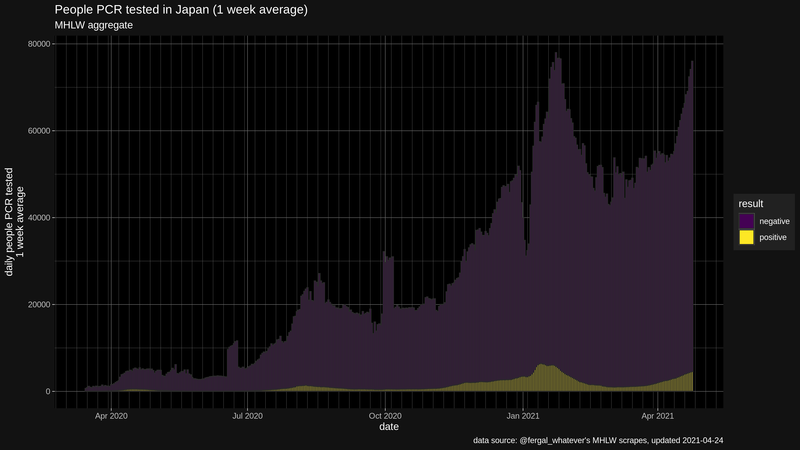 People PCR tested in Japan (1 week average)
MHLW aggregate
80000
60000
40000
20000
0
daily people PCR tested
1 week average
Apr 2020
Jul 2020
Oct 2020
Jan 2021
Apr 2021
date
result
negative
positive
data source: @fergal_whatever's MHLW scrapes, updated 2021-04-24